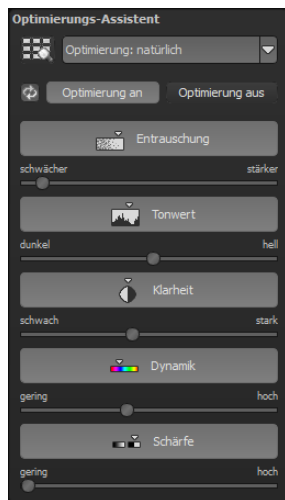 Optimierungs-Assistent
Optimierung: natürlich
Optimierung an Optimierung aus
Entrauschung
schwächer stärker
Tonwert
dunkel hell
Klarheit
schwach stark
Dynamik
gering hoch
Schärfe
gering hoch